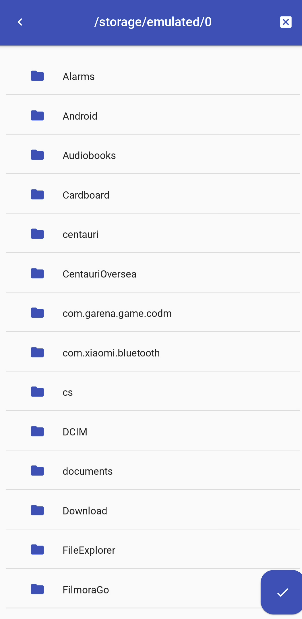 /storage/emulated/0
Alarms
Android
Audiobooks
Cardboard
centauri
CentauriOversea
com.garena.game.codm
com.xiaomi.bluetooth
cs
DCIM
documents
Download
FileExplorer
FilmoraGo